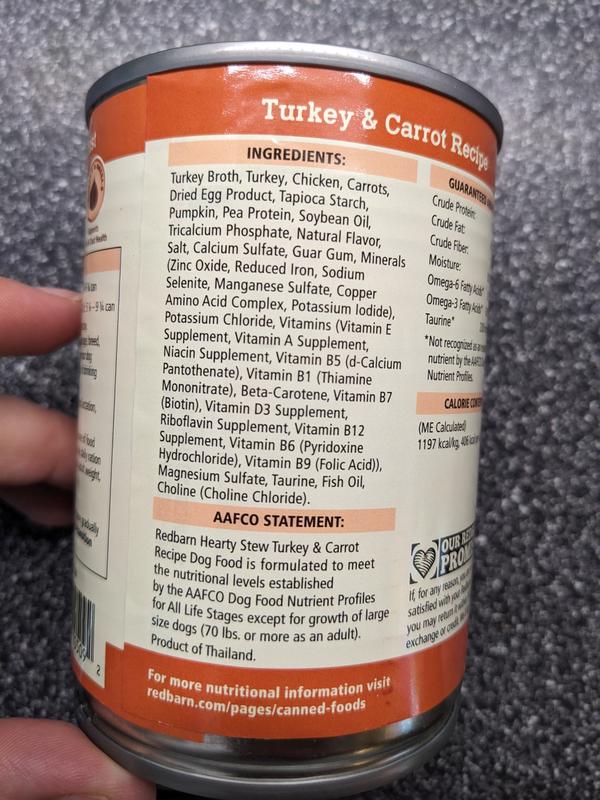 Turkey & Carrot Recipe
INGREDIENTS:
Turkey Broth, Turkey, Chicken, Carrots,
Dried Egg Product, Tapioca Starch,
Pumpkin, Pea Protein, Soybean Oil,
Tricalcium Phosphate, Natural Flavor,
Salt, Calcium Sulfate, Guar Gum, Minerals
(Zinc Oxide, Reduced Iron, Sodium
Selenite, Manganese Sulfate, Copper
Amino Acid Complex, Potassium Iodide),
Potassium Chloride, Vitamins (Vitamin E
Supplement, Vitamin A Supplement,
Niacin Supplement, Vitamin B5 (d-Calcium
Pantothenate), Vitamin B1 (Thiamine
Mononitrate), Beta-Carotene, Vitamin B7
(Biotin), Vitamin D3 Supplement,
Riboflavin Supplement, Vitamin B12
Supplement, Vitamin B6 (Pyridoxine
Hydrochloride), Vitamin B9 (Folic Acid)),
Magnesium Sulfate, Taurine, Fish Oil,
Choline (Choline Chloride).
AAFCO STATEMENT:
Redbarn Hearty Stew Turkey & Carrot
Recipe Dog Food is formulated to meet
the nutritional levels established
by the AAFCO Dog Food Nutrient Profiles
for All Life Stages except for growth of large
size dogs (70 lbs. or more as an adult).
Product of Thailand.
For more nutritional information visit
redbarn.com/pages/canned-foods
GUARANTEED
Crude Protein:
Crude Fat:
Crude Fiber:
Moisture:
Omega-6 Fatty Acids*
Omega-3 Fatty Acids*
Taurine*
*Not recognized as an
nutrient by the AAFCO
Nutrient Profiles.
CALORIE
(ME Calculated)
1197 kcal/kg, 406 kcal
OUR
If, for any reason, you
satisfied with your
you may return it
exchange or credit.